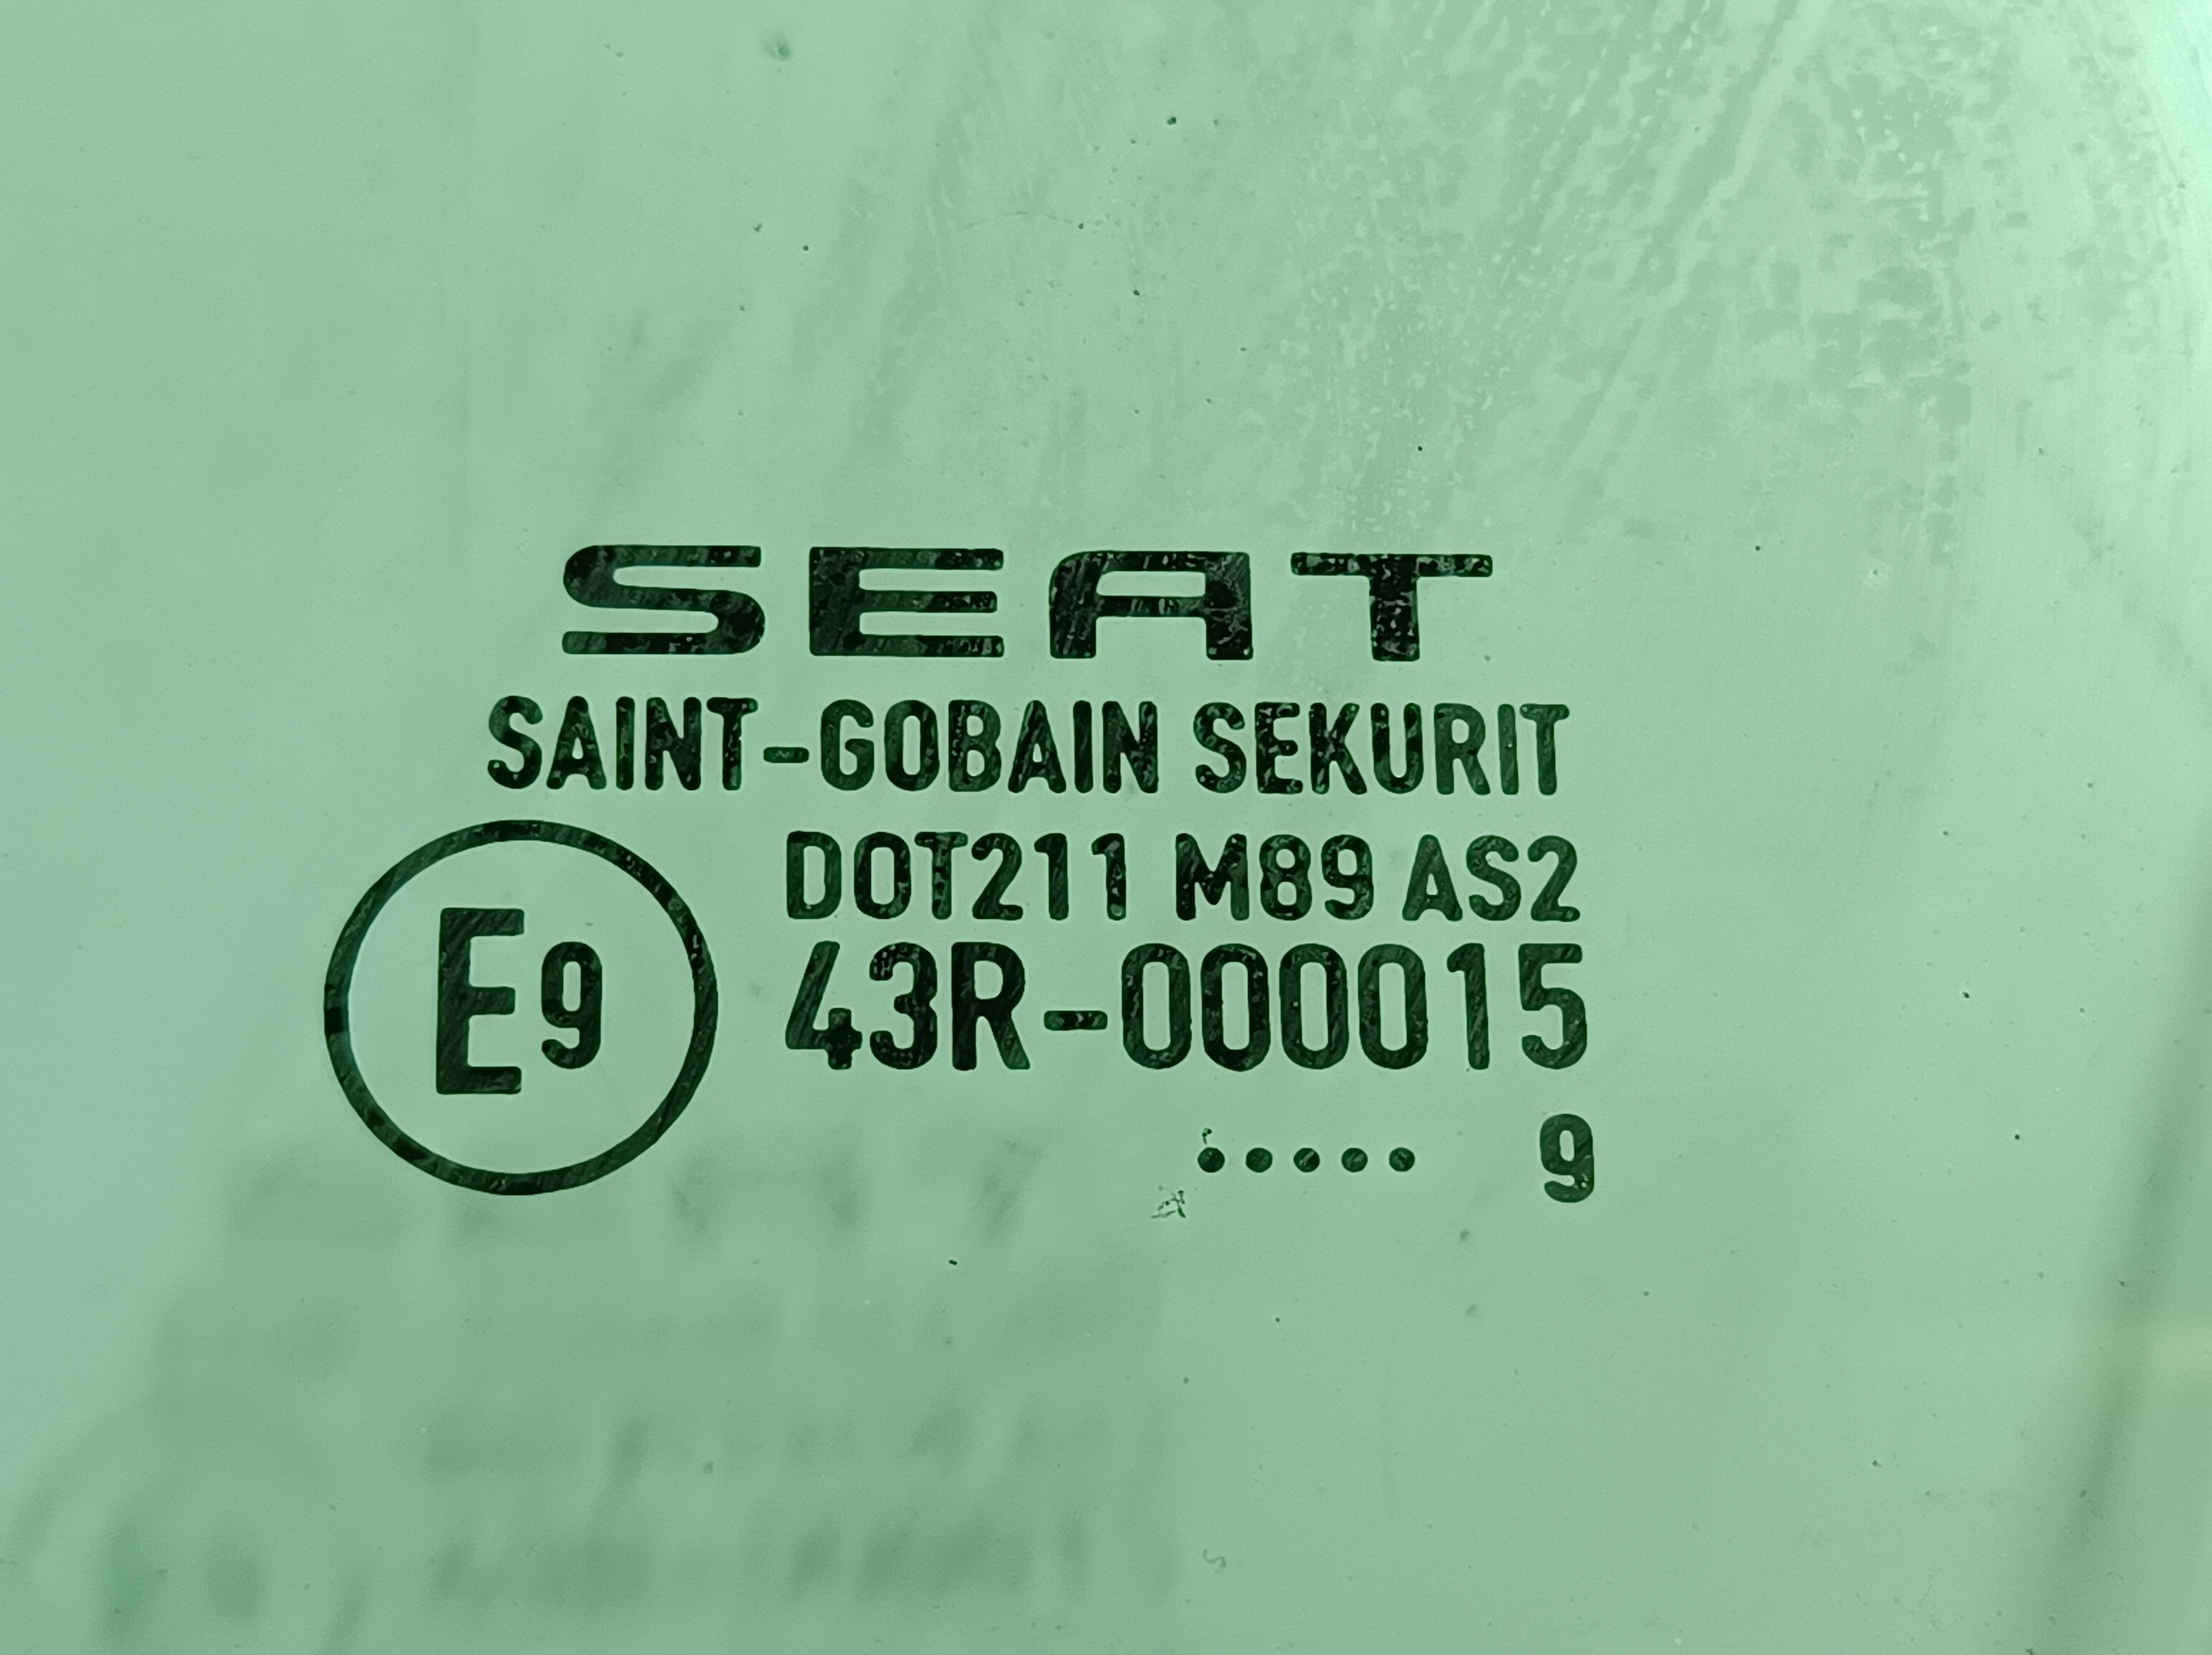 SEAT
SAINT-GOBAIN SEKURIT
DOT211 M89 AS2
E9 43R-000015
..... 9